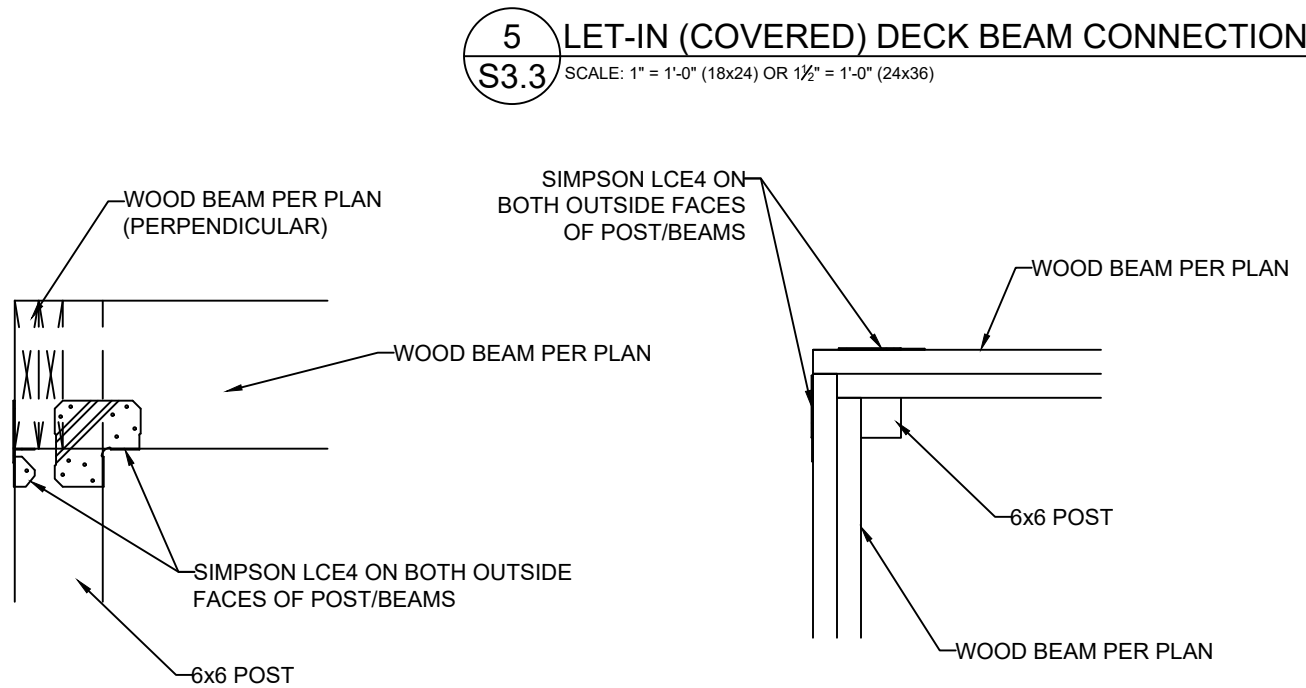 5
S3.3
LET-IN (COVERED) DECK BEAM CONNECTION
SCALE: 1" = 1'-0" (18x24) OR 1½" = 1'-0" (24x36)
WOOD BEAM PER PLAN
(PERPENDICULAR)
WOOD BEAM PER PLAN
SIMPSON LCE4 ON BOTH OUTSIDE
FACES OF POST/BEAMS
6x6 POST
SIMPSON LCE4 ON
BOTH OUTSIDE FACES
OF POST/BEAMS
WOOD BEAM PER PLAN
6x6 POST
WOOD BEAM PER PLAN